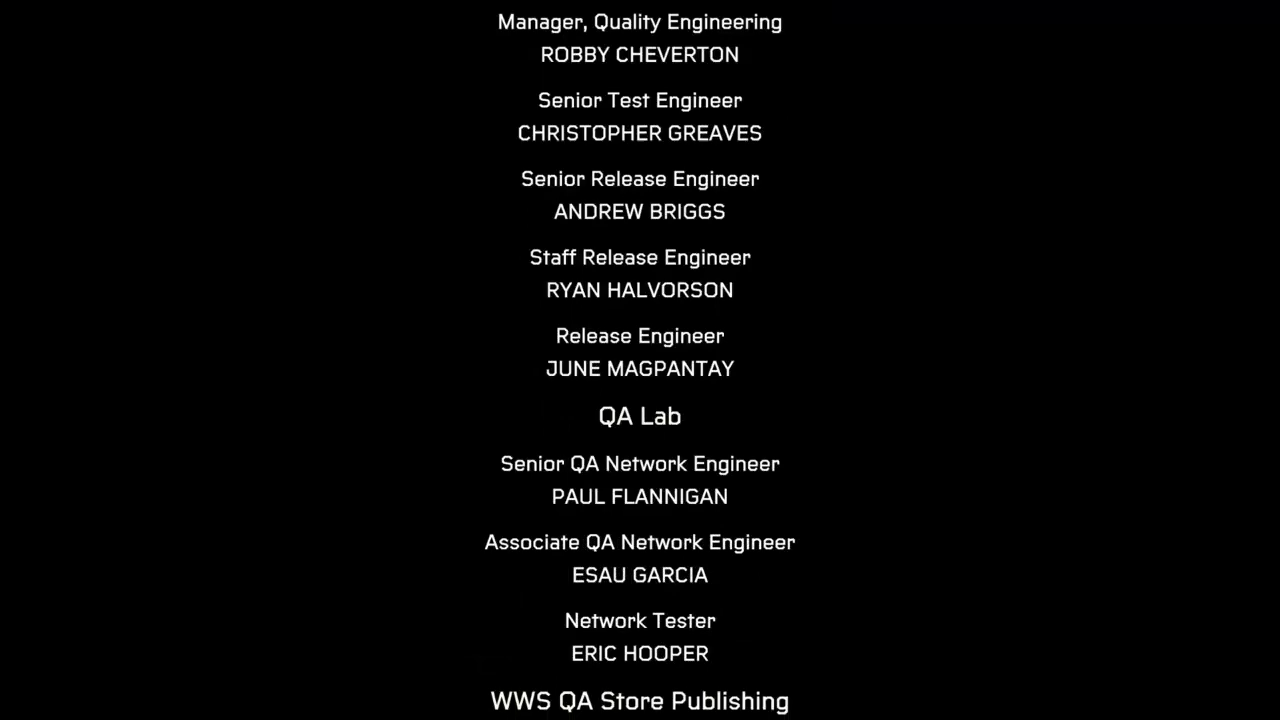 Manager, Quality Engineering
ROBBY CHEVERTON
Senior Test Engineer
CHRISTOPHER GREAVES
Senior Release Engineer
ANDREW BRIGGS
Staff Release Engineer
RYAN HALVORSON
Release Engineer
JUNE MAGPANTAY
QA Lab
Senior QA Network Engineer
PAUL FLANNIGAN
Associate QA Network Engineer
ESAU GARCIA
Network Tester
ERIC HOOPER
WWS QA Store Publishing